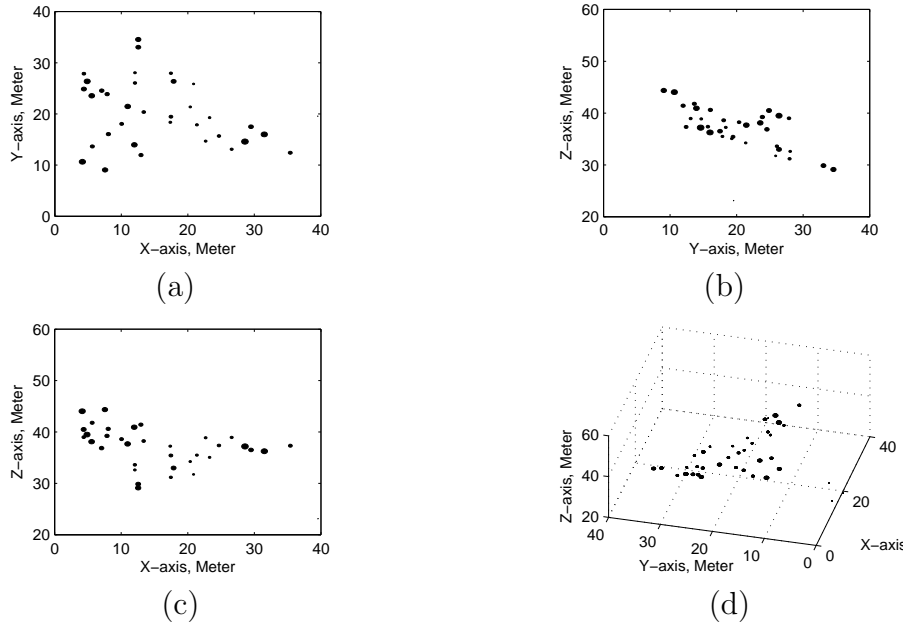 40
30
20
10
0
Y-axis, Meter
0 10 20 30 40
X-axis, Meter
(a)
60
50
40
30
20
Z-axis, Meter
0 10 20 30 40
Y-axis, Meter
(b)
60
50
40
30
20
Z-axis, Meter
0 10 20 30 40
X-axis, Meter
(c)
60
40
20
Z-axis, Meter
40 30 20 10 0
Y-axis, Meter
0 20 40
X-axis
(d)